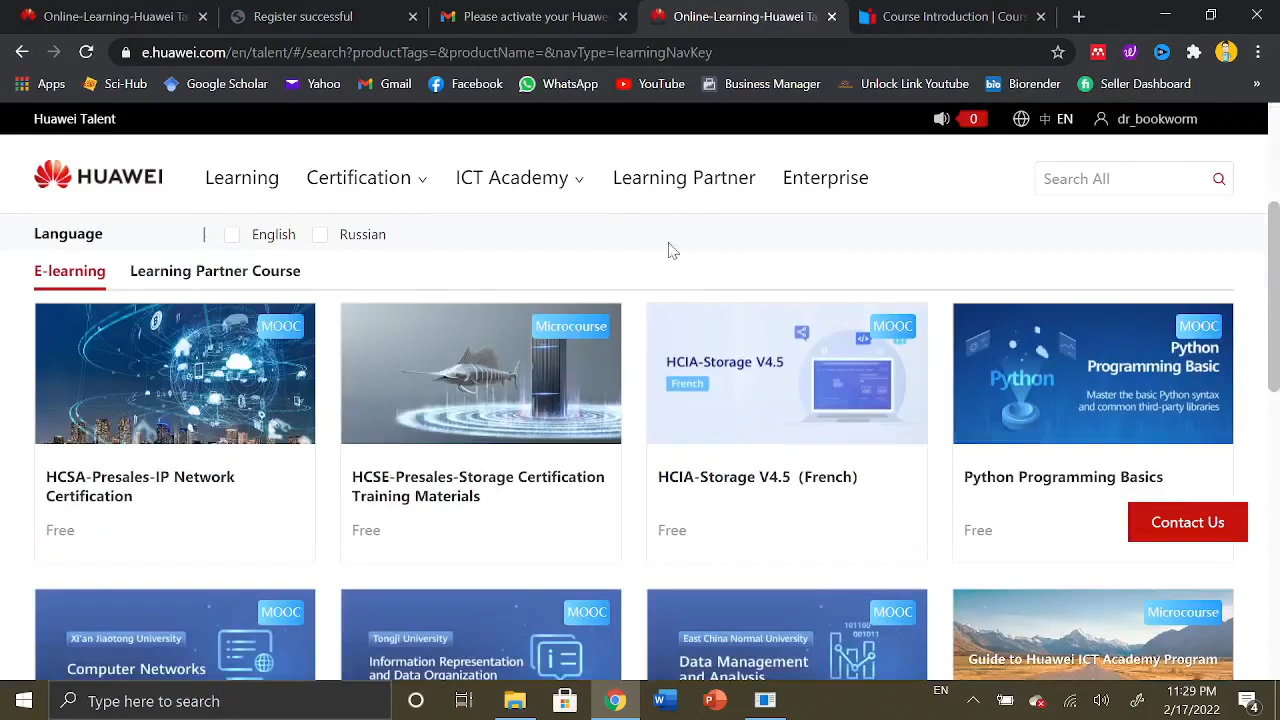 Online-Learning-Huawei Ta
Register successful
Please activate your Huawe
Online-Learning-Huawei Ta
Course Introduction | Cours
e.huawei.com/en/talent/#/search?productTags=&productName=&navType=learningNavKey
Apps
Sci-Hub
Google Scholar
Yahoo
Gmail
Facebook
WhatsApp
YouTube
Business Manager
Unlock Link Youtube
bio
Biorender
fi
Seller Dashboard
»
Huawei Talent
0
中 EN
dr_bookworm
HUAWEI
Learning
Certification
ICT Academy
Learning Partner
Enterprise
Search All
Language
|
English
Russian
E-learning
Learning Partner Course
MOOC
HCSA-Presales-IP Network
Certification
Free
Microcourse
HCSE-Presales-Storage Certification
Training Materials
Free
MOOC
HCIA-Storage V4.5
French
HCIA-Storage V4.5（French）
Free
MOOC
Python
Programming Basic
Python
Master the basic Python syntax
and common third-party libraries
Python Programming Basics
Free
Contact Us
MOOC
Xi'an Jiaotong University
Computer Networks
MOOC
Tongji University
Information Representation
and Data Organization
MOOC
East China Normal University
101100
001011
Data Management
and Analysis
Microcourse
Guide to Huawei ICT Academy Program
Type here to search
11:29 PM
2/17/2022
4